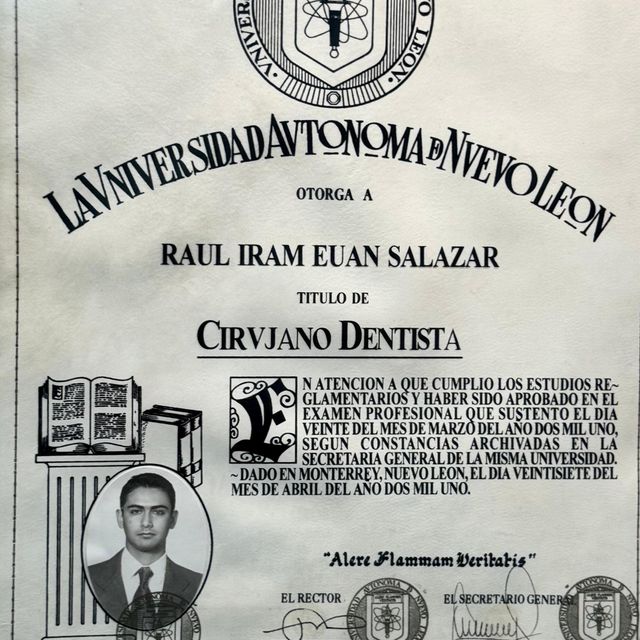 VNIVER
O LEON
LA VNIVERSIDAD AVTONOMA DE NVEVO LEON
OTORGA A
RAUL IRAM EUAN SALAZAR
TITULO DE
CIRVJANO DENTISTA
EN ATENCION A QUE CUMPLIO LOS ESTUDIOS RE-
GLAMENTARIOS Y HABER SIDO APROBADO EN EL
EXAMEN PROFESIONAL QUE SUSTENTO EL DIA
VEINTE DEL MES DE MARZO DEL AÑO DOS MIL UNO,
SEGUN CONSTANCIAS ARCHIVADAS EN LA
SECRETARIA GENERAL DE LA MISMA UNIVERSIDAD.
~DADO EN MONTERREY, NUEVO LEON, EL DIA VEINTISIETE DEL
MES DE ABRIL DEL AÑO DOS MIL UNO.
"Alere Flammam Veritatis"
EL RECTOR
EL SECRETARIO GENERAL